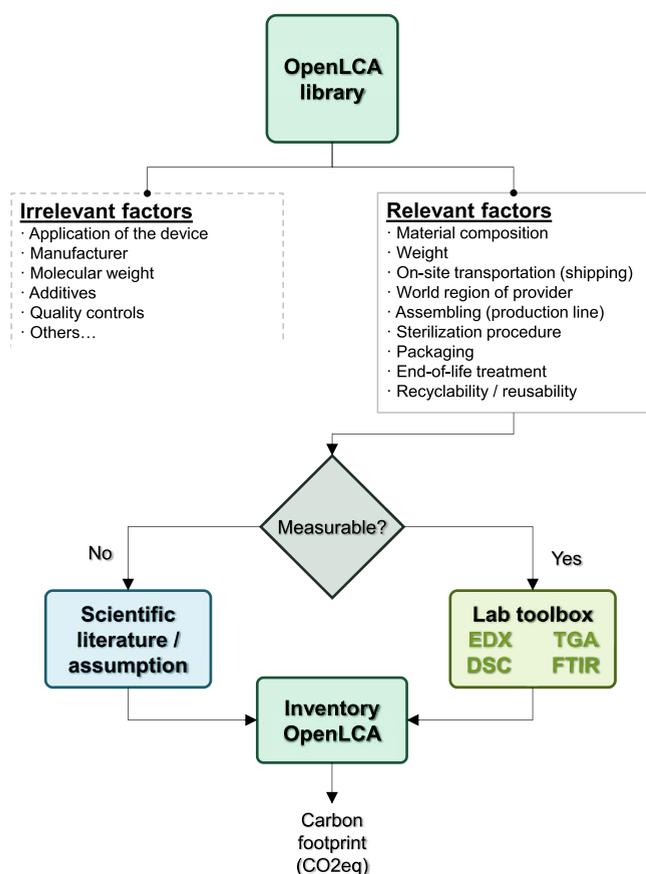 OpenLCA
library
Irrelevant factors
· Application of the device
· Manufacturer
· Molecular weight
· Additives
· Quality controls
· Others…
Relevant factors
· Material composition
· Weight
· On-site transportation (shipping)
· World region of provider
· Assembling (production line)
· Sterilization procedure
· Packaging
· End-of-life treatment
· Recyclability / reusability
Measurable?
No
Yes
Scientific
literature /
assumption
Lab toolbox
EDX TGA
DSC FTIR
Inventory
OpenLCA
Carbon
footprint
(CO2eq)